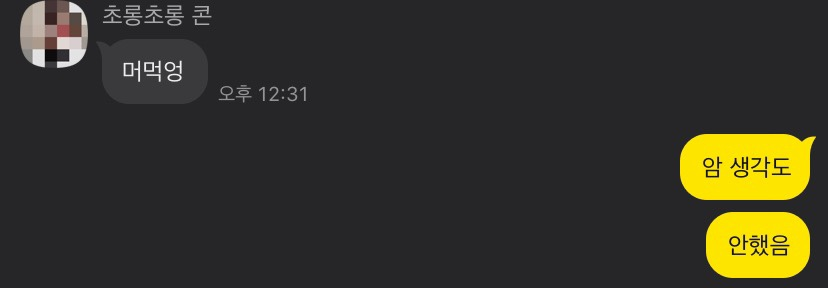 초롱초롱 콘
머먹엉
오후 12:31
암 생각도
안했음